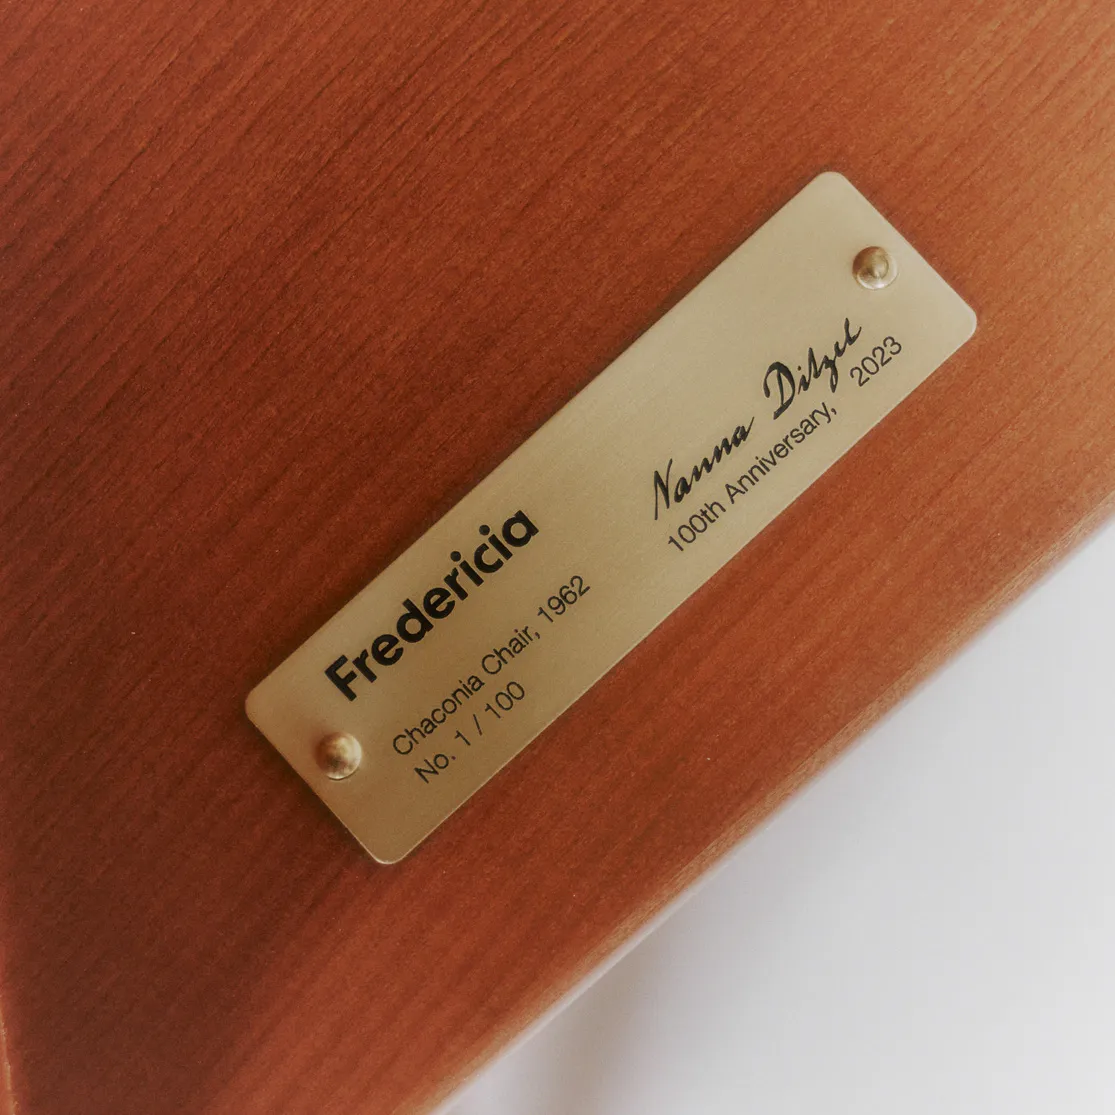 Fredericia
Chaconia Chair, 1962
No. 1 / 100
Nanna Ditzel
100th Anniversary, 2023